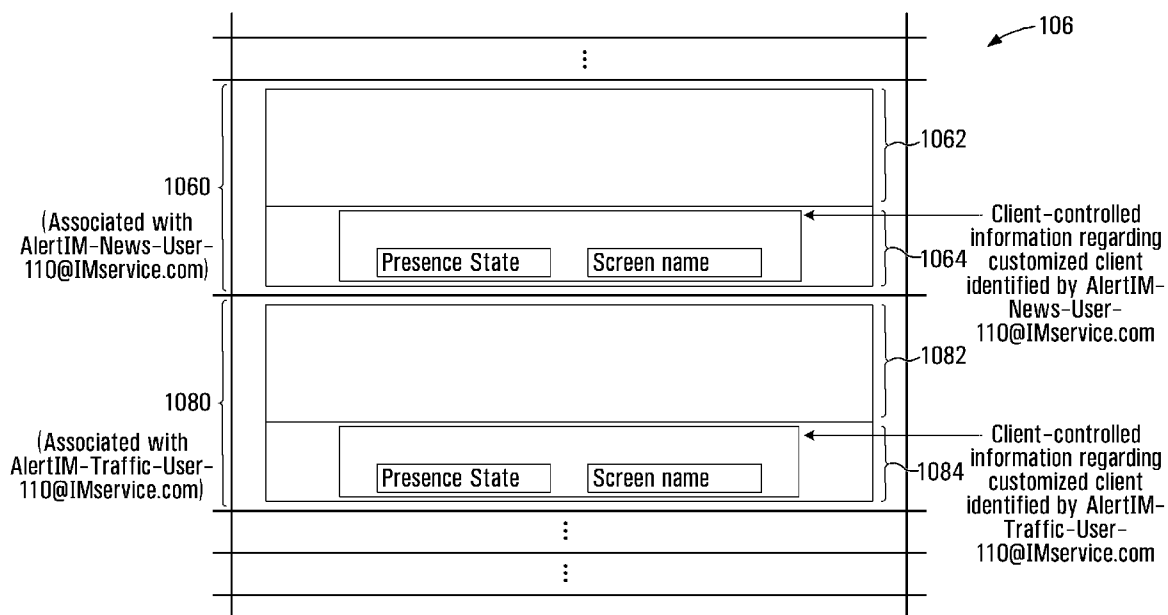 106
⋮
1062
1060
(Associated with
AlertIM-News-User-
110@IMservice.com)
Presence State
Screen name
1064
Client-controlled
information regarding
customized client
identified by AlertIM-
News-User-
110@IMservice.com
1082
1080
(Associated with
AlertIM-Traffic-User-
110@IMservice.com)
Presence State
Screen name
1084
Client-controlled
information regarding
customized client
identified by AlertIM-
Traffic-User-
110@IMservice.com
⋮
⋮